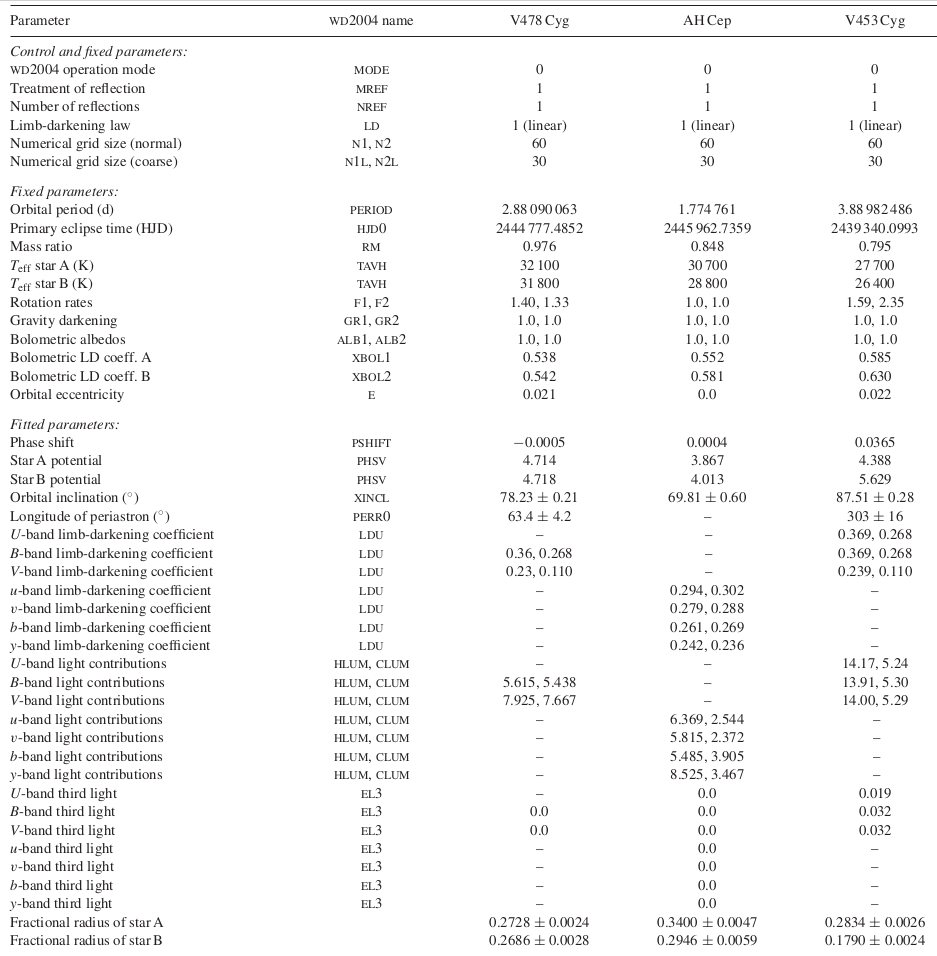 Parameter WD2004 name V478 Cyg AH Cep V453 Cyg
Control and fixed parameters:
WD2004 operation mode MODE 0 0 0
Treatment of reflection MREF 1 1 1
Number of reflections NREF 1 1 1
Limb-darkening law LD 1 (linear) 1 (linear) 1 (linear)
Numerical grid size (normal) N1, N2 60 60 60
Numerical grid size (coarse) N1L, N2L 30 30 30
Fixed parameters:
Orbital period (d) PERIOD 2.88 090 063 1.774 761 3.88 982 486
Primary eclipse time (HJD) HJD0 2444 777.4852 2445 962.7359 2439 340.0993
Mass ratio RM 0.976 0.848 0.795
Teff star A (K) TAVH 32 100 30 700 27 700
Teff star B (K) TAVH 31 800 28 800 26 400
Rotation rates F1, F2 1.40, 1.33 1.0, 1.0 1.59, 2.35
Gravity darkening GR1, GR2 1.0, 1.0 1.0, 1.0 1.0, 1.0
Bolometric albedos ALB1, ALB2 1.0, 1.0 1.0, 1.0 1.0, 1.0
Bolometric LD coeff. A XBOL1 0.538 0.552 0.585
Bolometric LD coeff. B XBOL2 0.542 0.581 0.630
Orbital eccentricity E 0.021 0.0 0.022
Fitted parameters:
Phase shift PSHIFT −0.0005 0.0004 0.0365
Star A potential PHSV 4.714 3.867 4.388
Star B potential PHSV 4.718 4.013 5.629
Orbital inclination (°) XINCL 78.23 ± 0.21 69.81 ± 0.60 87.51 ± 0.28
Longitude of periastron (°) PERR0 63.4 ± 4.2 – 303 ± 16
U-band limb-darkening coefficient LDU – – 0.369, 0.268
B-band limb-darkening coefficient LDU 0.36, 0.268 – 0.369, 0.268
V-band limb-darkening coefficient LDU 0.23, 0.110 – 0.239, 0.110
u-band limb-darkening coefficient LDU – 0.294, 0.302 –
v-band limb-darkening coefficient LDU – 0.279, 0.288 –
b-band limb-darkening coefficient LDU – 0.261, 0.269 –
y-band limb-darkening coefficient LDU – 0.242, 0.236 –
U-band light contributions HLUM, CLUM – – 14.17, 5.24
B-band light contributions HLUM, CLUM 5.615, 5.438 – 13.91, 5.30
V-band light contributions HLUM, CLUM 7.925, 7.667 – 14.00, 5.29
u-band light contributions HLUM, CLUM – 6.369, 2.544 –
v-band light contributions HLUM, CLUM – 5.815, 2.372 –
b-band light contributions HLUM, CLUM – 5.485, 3.905 –
y-band light contributions HLUM, CLUM – 8.525, 3.467 –
U-band third light EL3 – 0.0 0.019
B-band third light EL3 0.0 0.0 0.032
V-band third light EL3 0.0 0.0 0.032
u-band third light EL3 – 0.0 –
v-band third light EL3 – 0.0 –
b-band third light EL3 – 0.0 –
y-band third light EL3 – 0.0 –
Fractional radius of star A 0.2728 ± 0.0024 0.3400 ± 0.0047 0.2834 ± 0.0026
Fractional radius of star B 0.2686 ± 0.0028 0.2946 ± 0.0059 0.1790 ± 0.0024